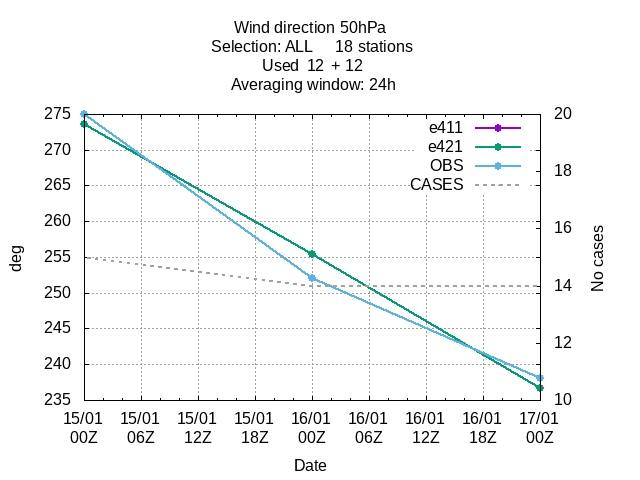 Wind direction 50hPa
Selection: ALL 18 stations
Used 12 + 12
Averaging window: 24h
275
270
265
260
255
250
245
240
235
deg
20
18
16
14
12
10
No cases
e411
e421
OBS
CASES
15/01 15/01 15/01 15/01 16/01 16/01 16/01 16/01 17/01
00Z 06Z 12Z 18Z 00Z 06Z 12Z 18Z 00Z
Date